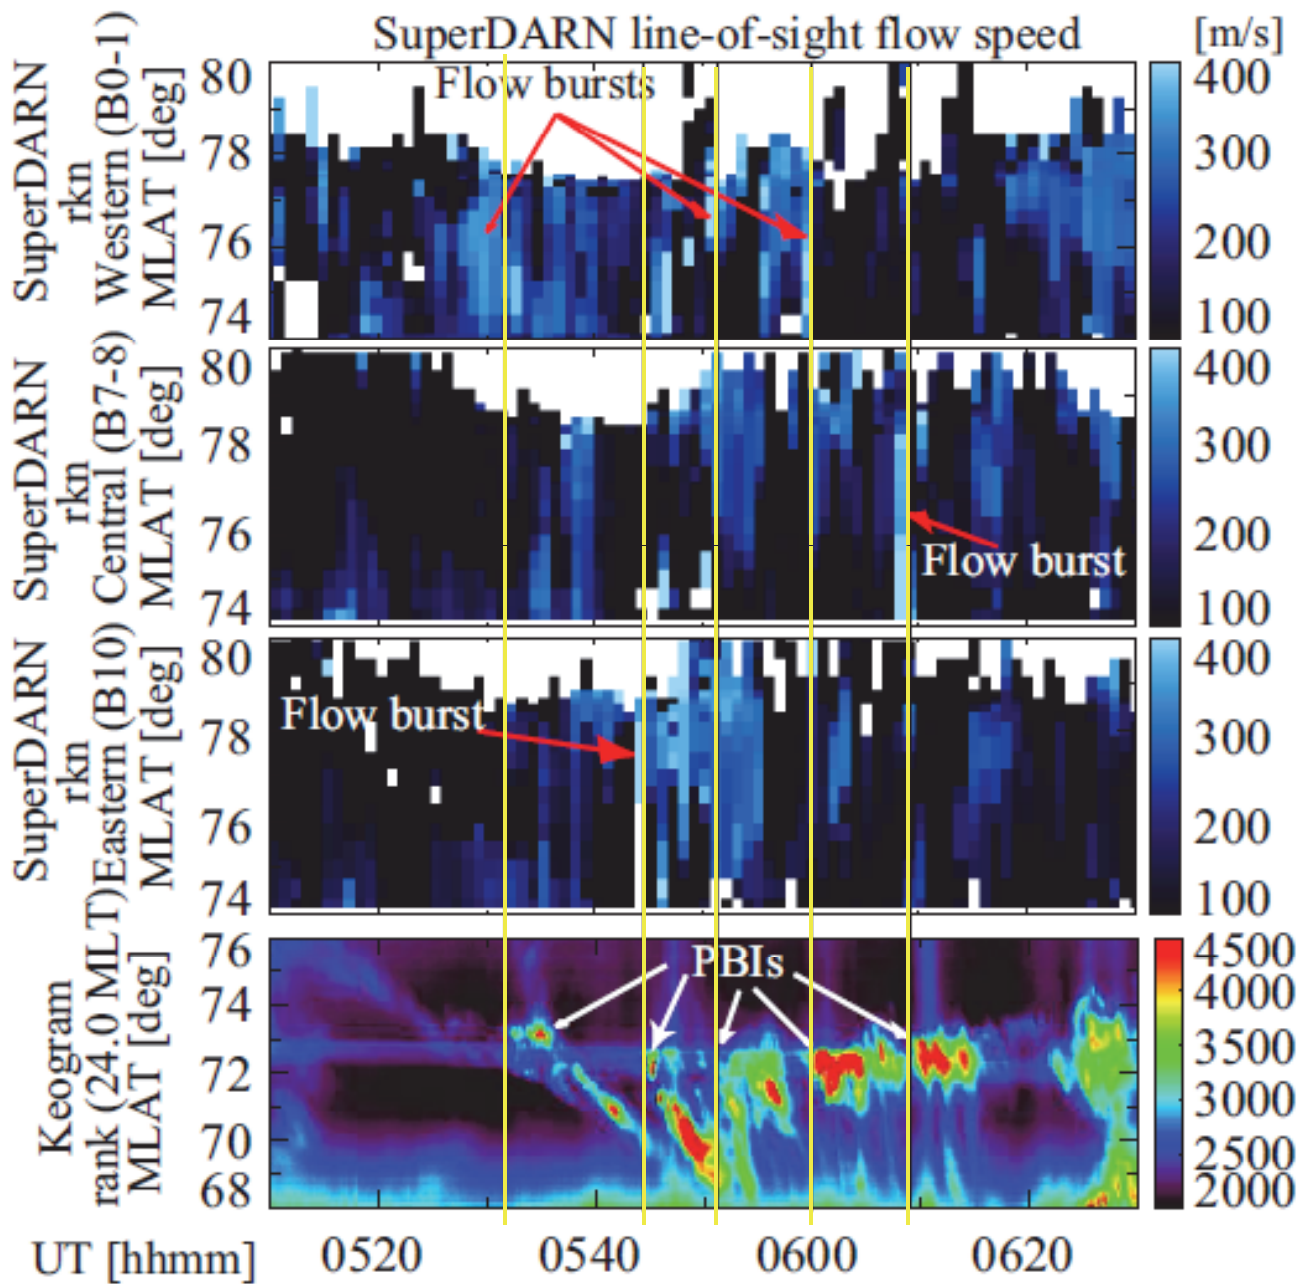 SuperDARN line-of-sight flow speed
[m/s]
SuperDARN
rkn
Western (B0-1)
MLAT [deg]
80
78
76
74
Flow bursts
400
300
200
100
SuperDARN
rkn
Central (B7-8)
MLAT [deg]
80
78
76
74
Flow burst
400
300
200
100
SuperDARN
rkn
Eastern (B10)
MLAT [deg]
80
78
76
74
Flow burst
400
300
200
100
Keogram
rank (24.0 MLT)
MLAT [deg]
76
74
72
70
68
PBIs
4500
4000
3500
3000
2500
2000
UT [hhmm] 0520 0540 0600 0620